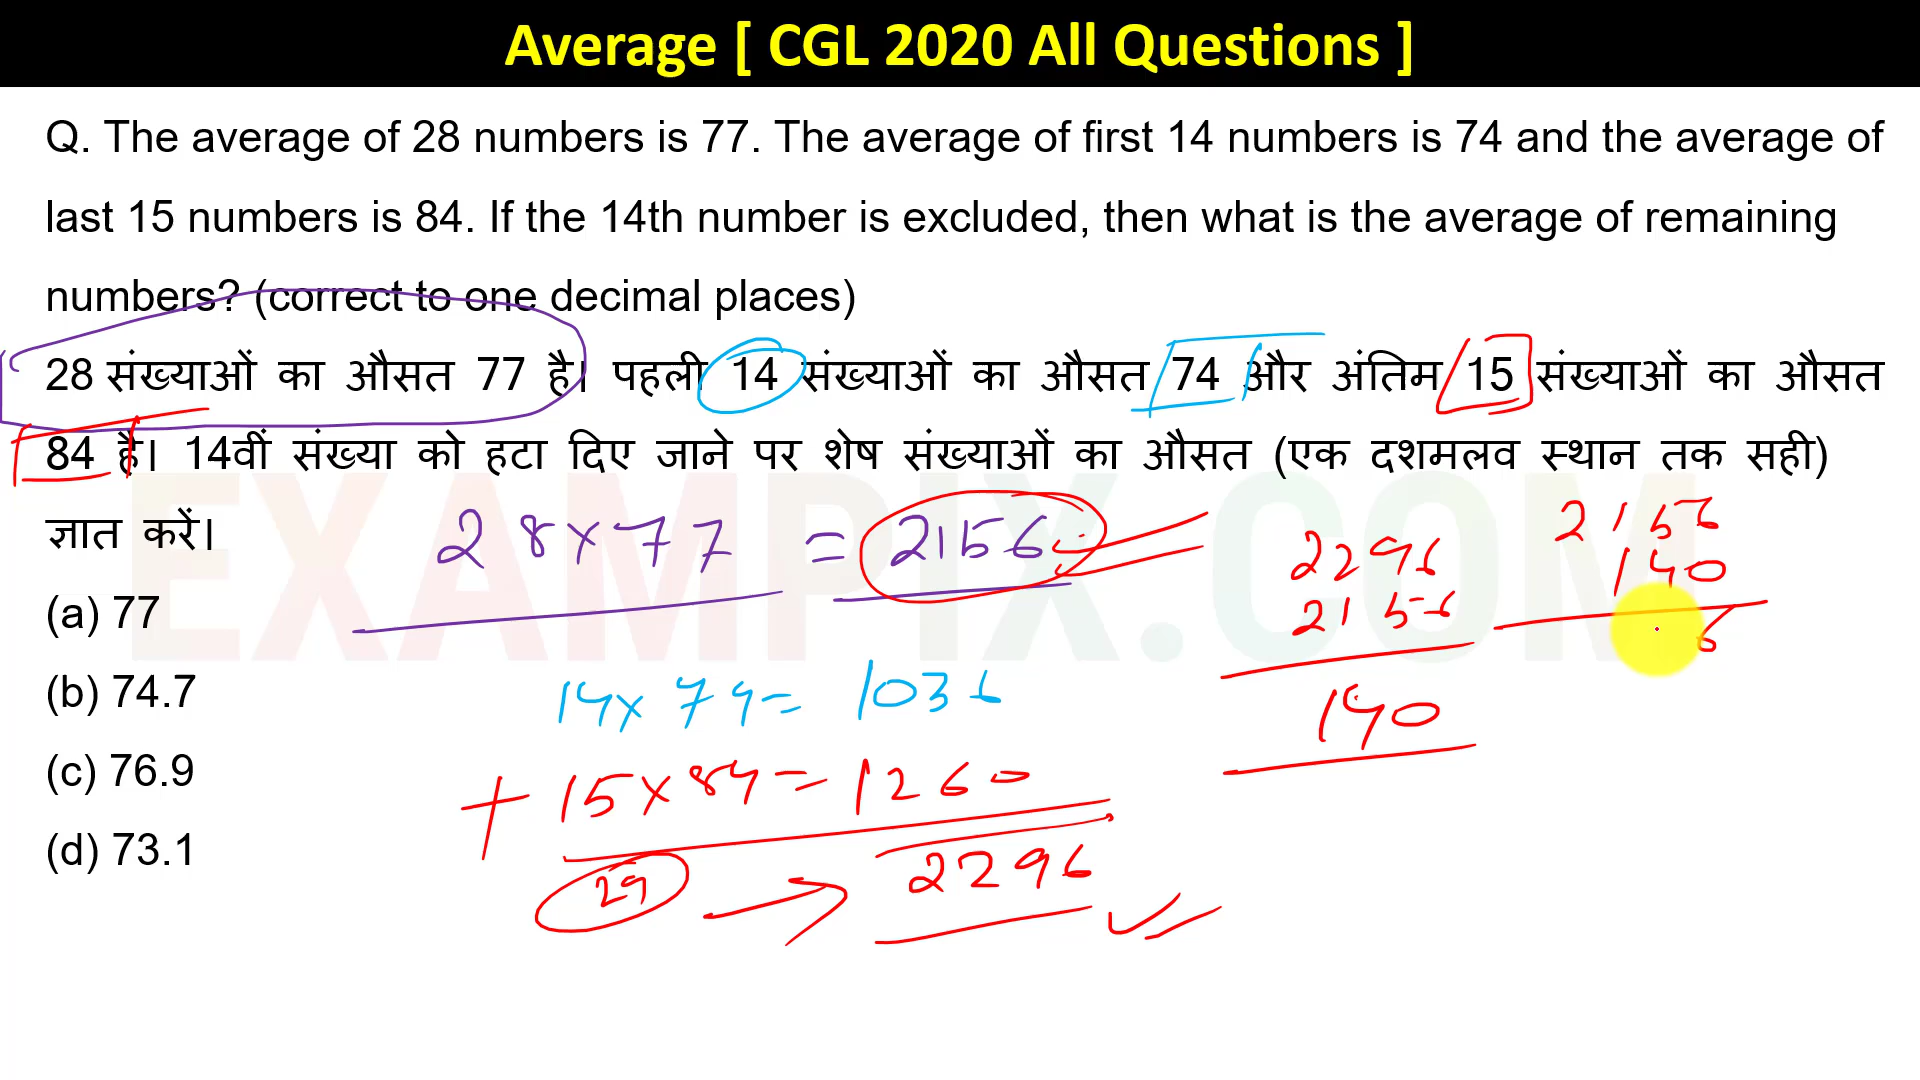 Average [ CGL 2020 All Questions ]
Q. The average of 28 numbers is 77. The average of first 14 numbers is 74 and the average of
last 15 numbers is 84. If the 14th number is excluded, then what is the average of remaining
numbers? (correct to one decimal places)
28 संख्याओं का औसत 77 है। पहली 14 संख्याओं का औसत 74 और अंतिम 15 संख्याओं का औसत
84 है। 14वीं संख्या को हटा दिए जाने पर शेष संख्याओं का औसत (एक दशमलव स्थान तक सही)
ज्ञात करें।
EXAMPIX.COM
28×77 = 2156
2296
2156
140
2156
140
6
(a) 77
(b) 74.7
(c) 76.9
(d) 73.1
14× 74= 1036
+ 15×84= 1260
29 → 2296